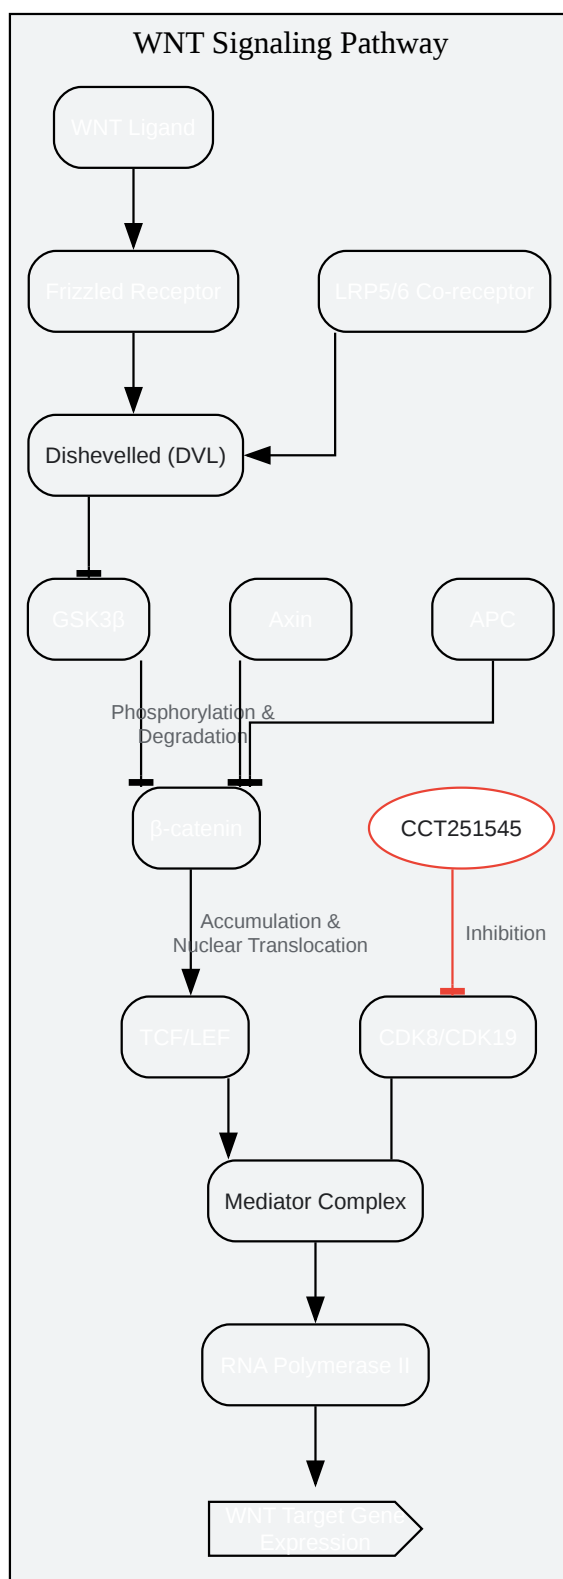 WNT Signaling Pathway
WNT Ligand
Frizzled Receptor
LRP5/6 Co-receptor
Dishevelled (DVL)
GSK3β
Axin
APC
Phosphorylation &
Degradation
β-catenin
CCT251545
Accumulation &
Nuclear Translocation
Inhibition
TCF/LEF
CDK8/CDK19
Mediator Complex
RNA Polymerase II
WNT Target Gene
Expression